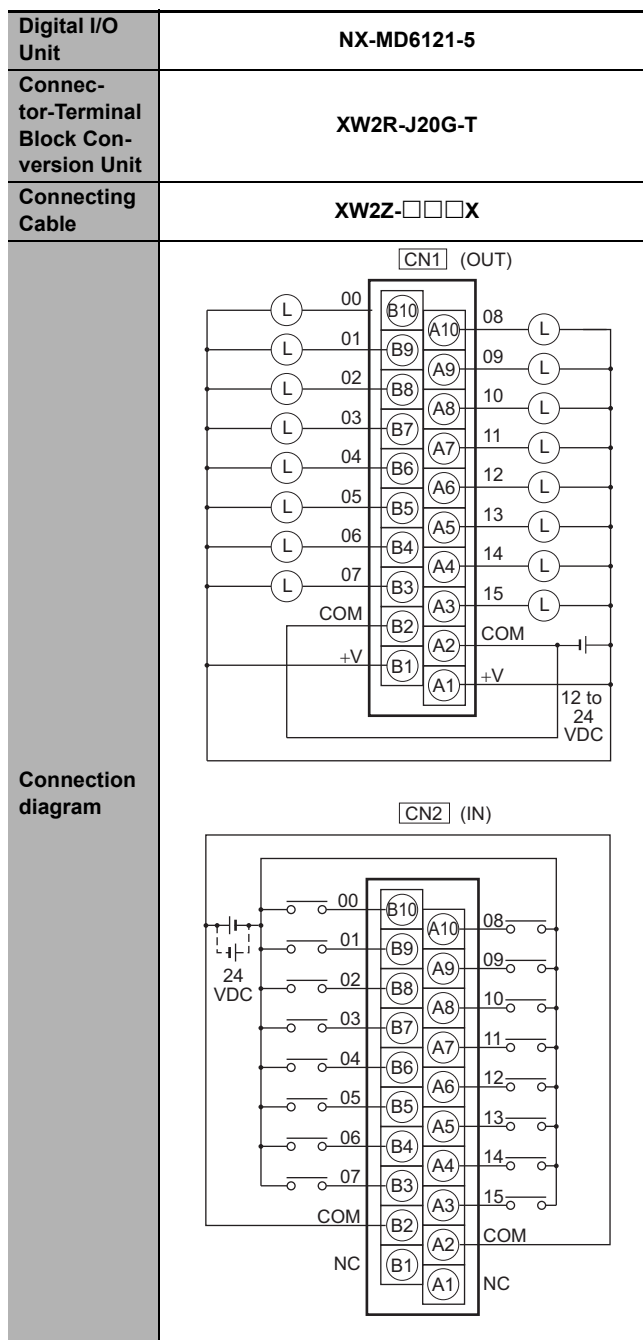 Digital I/O
Unit
NX-MD6121-5
Connec-
tor-Terminal
Block Con-
version Unit
XW2R-J20G-T
Connecting
Cable
XW2Z-□□□X
Connection
diagram
CN1 (OUT)
00 L B10 A10 08 L
01 L B9 A9 09 L
02 L B8 A8 10 L
03 L B7 A7 11 L
04 L B6 A6 12 L
05 L B5 A5 13 L
06 L B4 A4 14 L
07 L B3 A3 15 L
COM B2 A2 COM
+V B1 A1 +V
12 to
24
VDC
CN2 (IN)
00 B10 A10 08
01 B9 A9 09
24
VDC
02 B8 A8 10
03 B7 A7 11
04 B6 A6 12
05 B5 A5 13
06 B4 A4 14
07 B3 A3 15
COM B2 A2 COM
NC B1 A1 NC